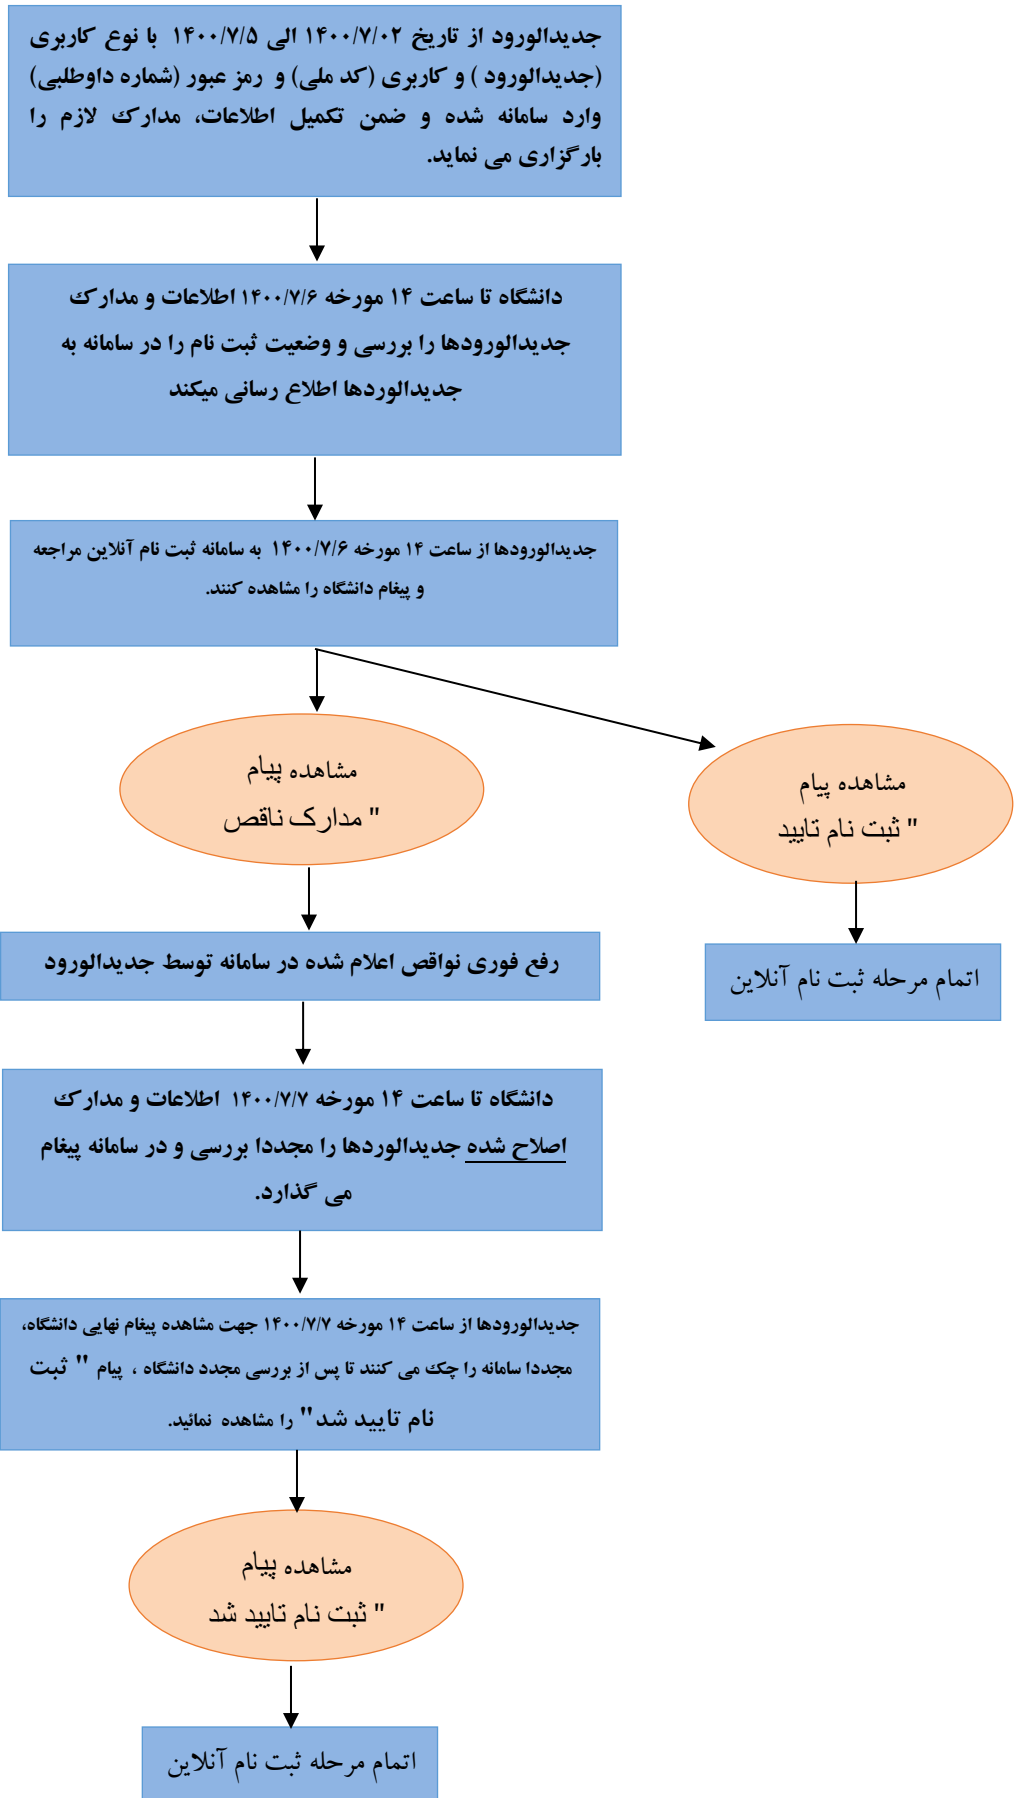 جدیدالورود از تاریخ ۱۴۰۰/۷/۰۲ الی ۱۴۰۰/۷/۵ با نوع کاربری
(جدیدالورود ) و کاربری (کد ملی) و رمز عبور (شماره داوطلبی)
وارد سامانه شده و ضمن تکمیل اطلاعات، مدارک لازم را
بارگزاری می نماید.
دانشگاه تا ساعت ۱۴ مورخه ۱۴۰۰/۷/۶ اطلاعات و مدارک
جدیدالورودها را بررسی و وضعیت ثبت نام را در سامانه به
جدیدالوردها اطلاع رسانی میکند
جدیدالورودها از ساعت ۱۴ مورخه ۱۴۰۰/۷/۶ به سامانه ثبت نام آنلاین مراجعه
و پیغام دانشگاه را مشاهده کنند.
مشاهده پیام
" مدارک ناقص
مشاهده پیام
" ثبت نام تایید
رفع فوری نواقص اعلام شده در سامانه توسط جدیدالورود
اتمام مرحله ثبت نام آنلاین
دانشگاه تا ساعت ۱۴ مورخه ۱۴۰۰/۷/۷ اطلاعات و مدارک
اصلاح شده جدیدالوردها را مجددا بررسی و در سامانه پیغام
می گذارد.
جدیدالورودها از ساعت ۱۴ مورخه ۱۴۰۰/۷/۷ جهت مشاهده پیغام نهایی دانشگاه،
مجددا سامانه را چک می کنند تا پس از بررسی مجدد دانشگاه ، پیام " ثبت
نام تایید شد" را مشاهده نمائید.
مشاهده پیام
" ثبت نام تایید شد
اتمام مرحله ثبت نام آنلاین